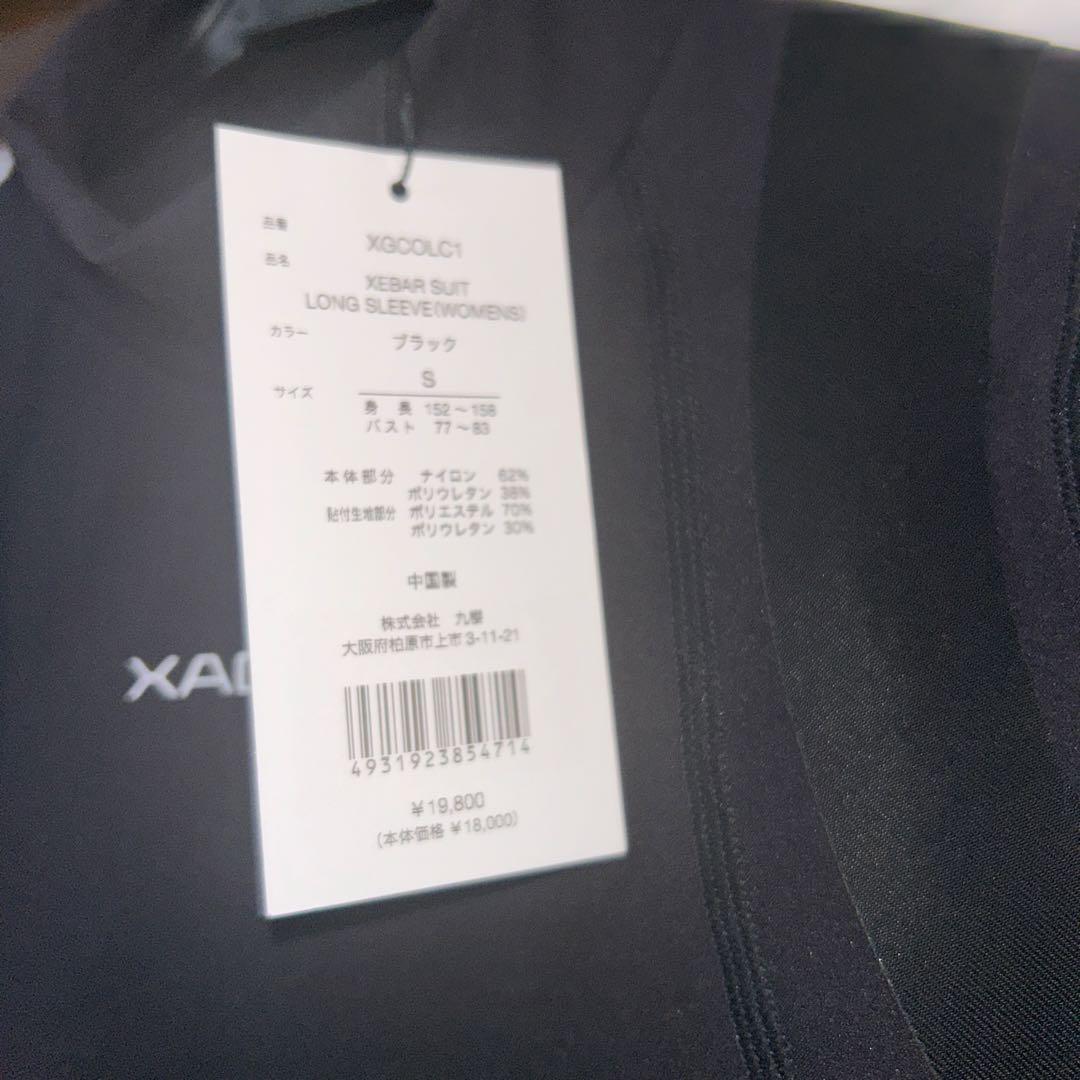 品番 XGCOLC1
品名 XEBAR SUIT
LONG SLEEVE(WOMENS)
カラー ブラック
サイズ S
身長 152～158
バスト 77～83
本体部分 ナイロン 62%
ポリウレタン 38%
貼付生地部分 ポリエステル 70%
ポリウレタン 30%
中国製
株式会社 九櫻
大阪府柏原市上市3-11-21
XA
4931923854714
￥19,800
(本体価格 ￥18,000)